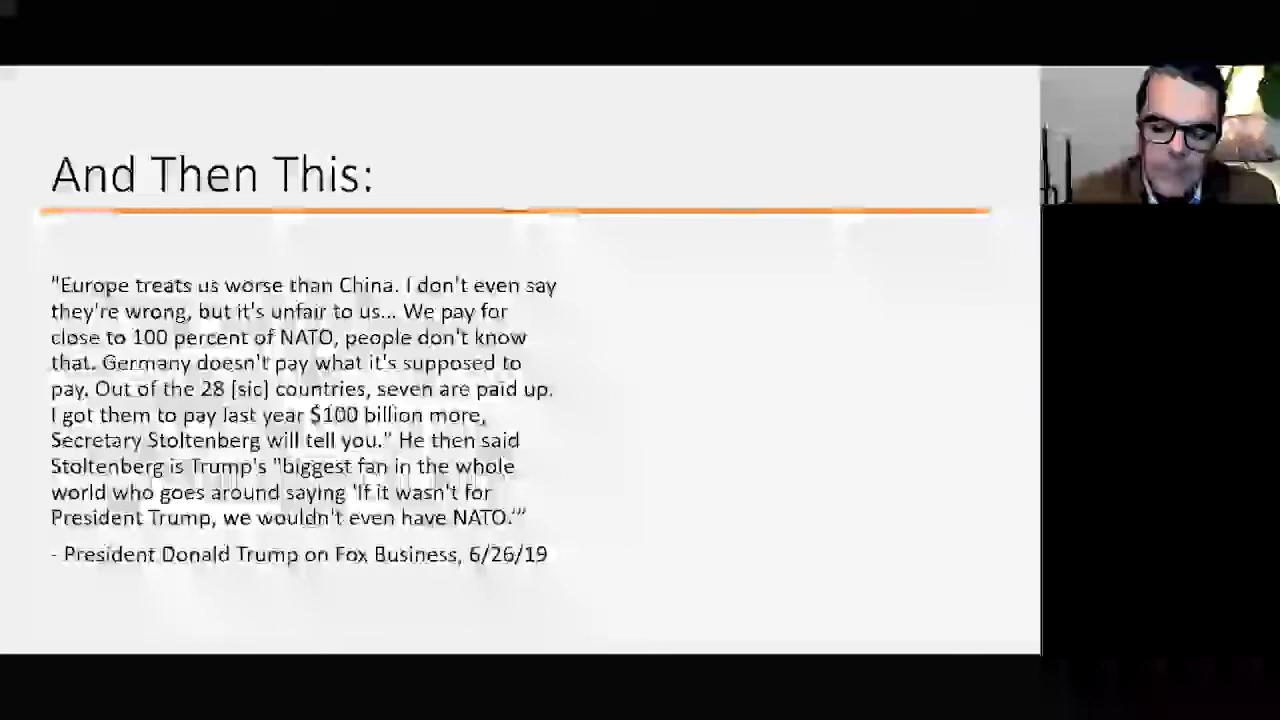 And Then This:
"Europe treats us worse than China. I don't even say
they're wrong, but it's unfair to us... We pay for
close to 100 percent of NATO, people don't know
that. Germany doesn't pay what it's supposed to
pay. Out of the 28 [sic] countries, seven are paid up.
I got them to pay last year $100 billion more,
Secretary Stoltenberg will tell you." He then said
Stoltenberg is Trump's "biggest fan in the whole
world who goes around saying 'If it wasn't for
President Trump, we wouldn't even have NATO.'"
- President Donald Trump on Fox Business, 6/26/19